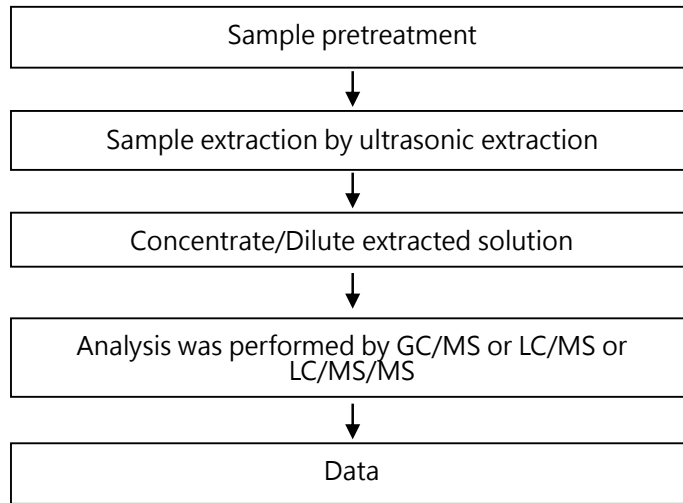 Sample pretreatment
Sample extraction by ultrasonic extraction
Concentrate/Dilute extracted solution
Analysis was performed by GC/MS or LC/MS or
LC/MS/MS
Data